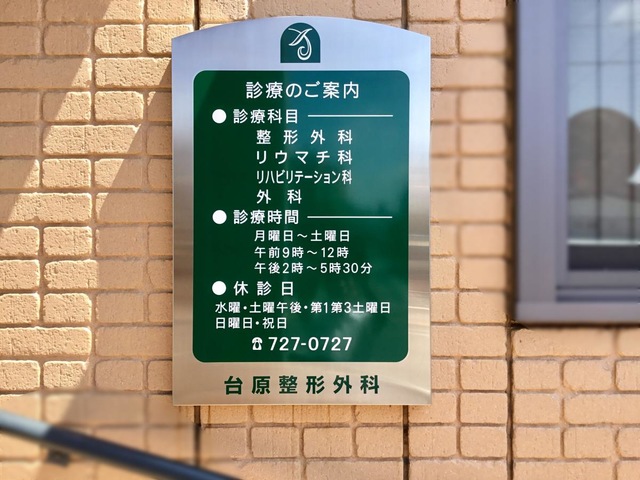 診療のご案内
●診療科目
整形外科
リウマチ科
リハビリテーション科
外科
●診療時間
月曜日～土曜日
午前9時～12時
午後2時～5時30分
●休診日
水曜・土曜午後・第1第3土曜日
日曜日・祝日
☎727-0727
台原整形外科